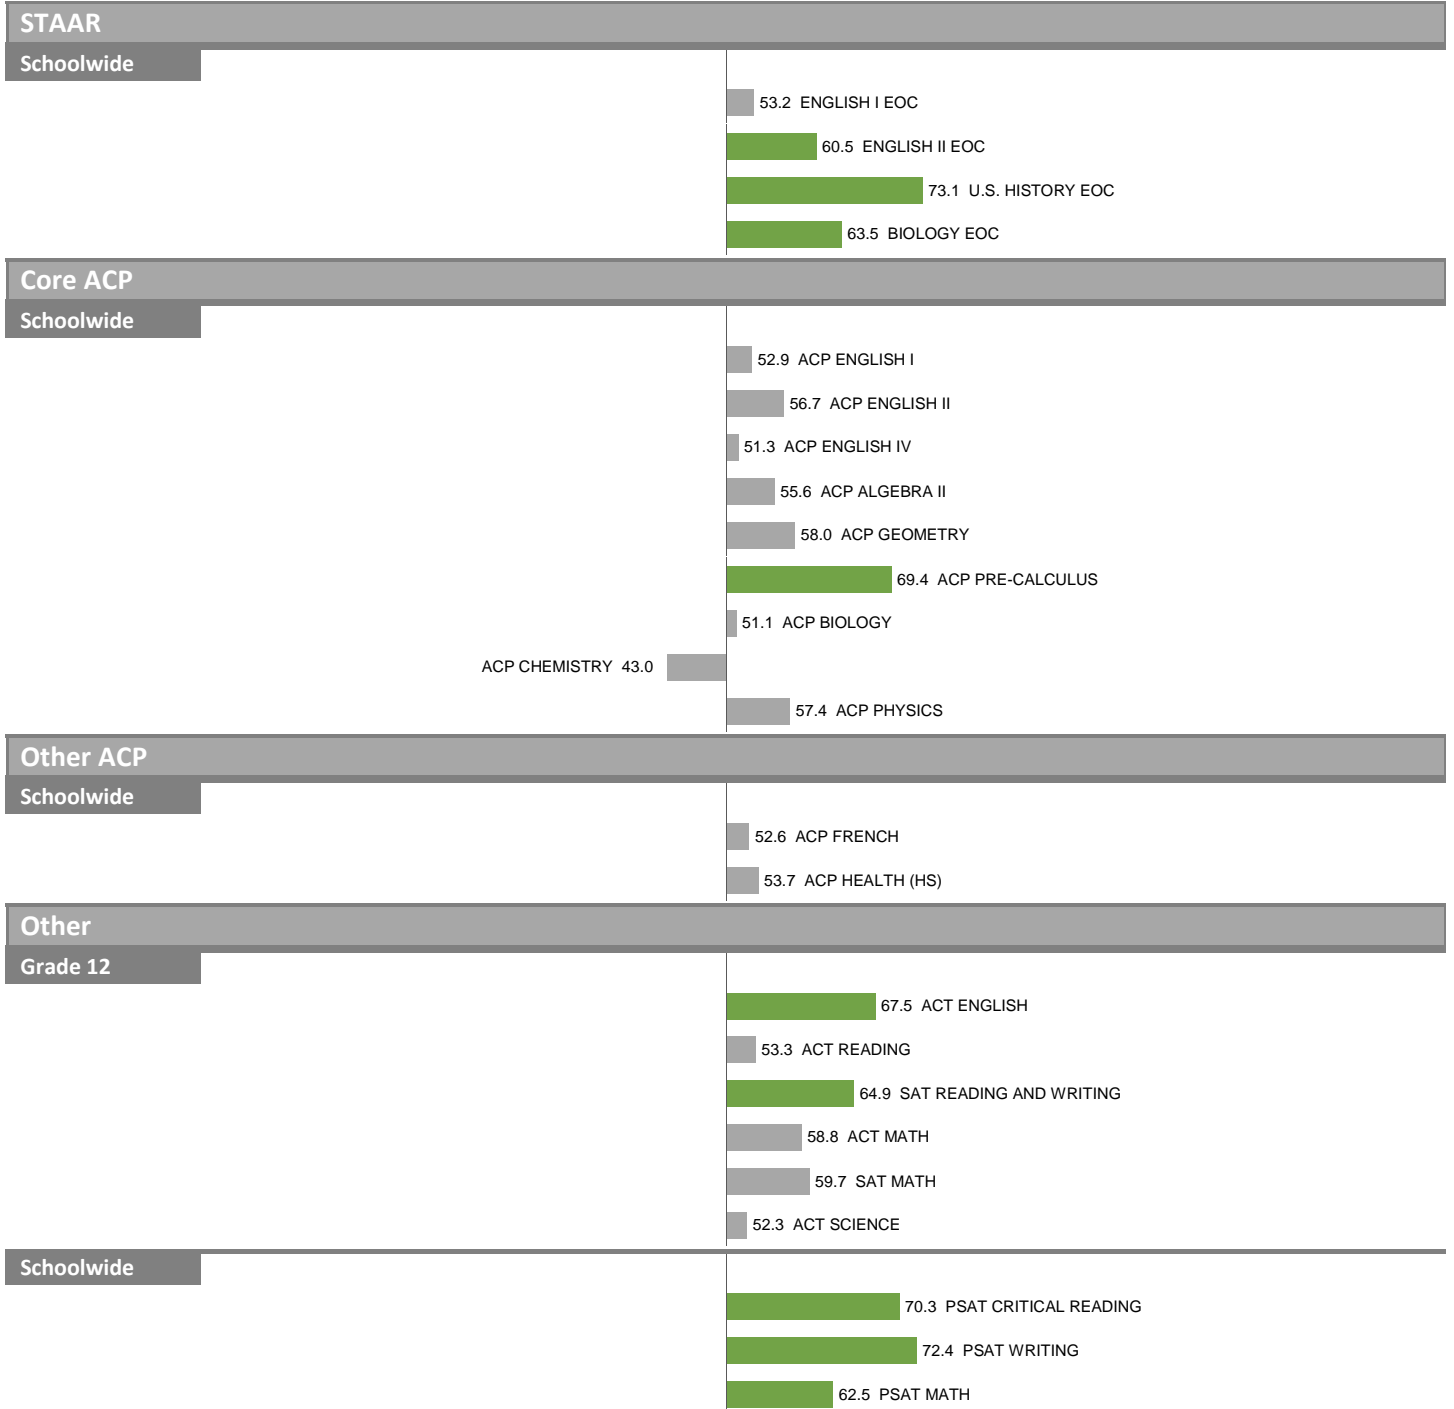 STAAR
Schoolwide
53.2 ENGLISH I EOC
60.5 ENGLISH II EOC
73.1 U.S. HISTORY EOC
63.5 BIOLOGY EOC
Core ACP
Schoolwide
52.9 ACP ENGLISH I
56.7 ACP ENGLISH II
51.3 ACP ENGLISH IV
55.6 ACP ALGEBRA II
58.0 ACP GEOMETRY
69.4 ACP PRE-CALCULUS
51.1 ACP BIOLOGY
ACP CHEMISTRY 43.0
57.4 ACP PHYSICS
Other ACP
Schoolwide
52.6 ACP FRENCH
53.7 ACP HEALTH (HS)
Other
Grade 12
67.5 ACT ENGLISH
53.3 ACT READING
64.9 SAT READING AND WRITING
58.8 ACT MATH
59.7 SAT MATH
52.3 ACT SCIENCE
Schoolwide
70.3 PSAT CRITICAL READING
72.4 PSAT WRITING
62.5 PSAT MATH